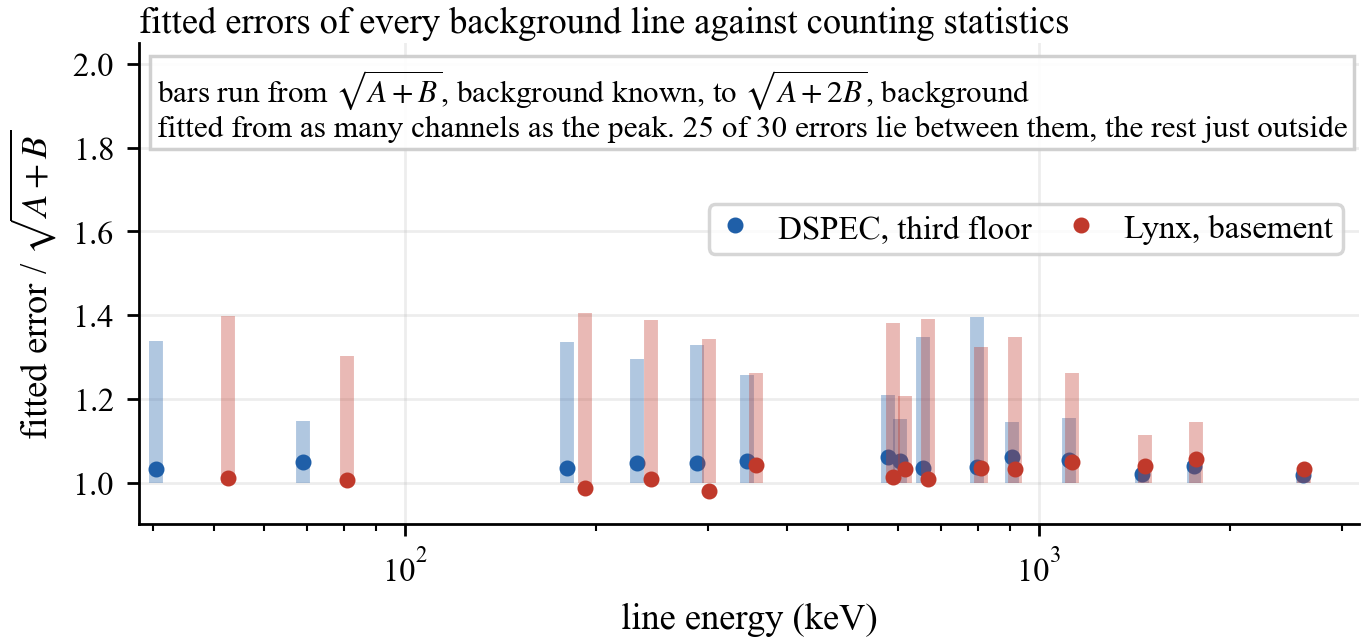 fitted errors of every background line against counting statistics
bars run from √A + B, background known, to √A + 2B, background
fitted from as many channels as the peak. 25 of 30 errors lie between them, the rest just outside
DSPEC, third floor
Lynx, basement
fitted error / √A + B
2.0
1.8
1.6
1.4
1.2
1.0
10²
10³
line energy (keV)